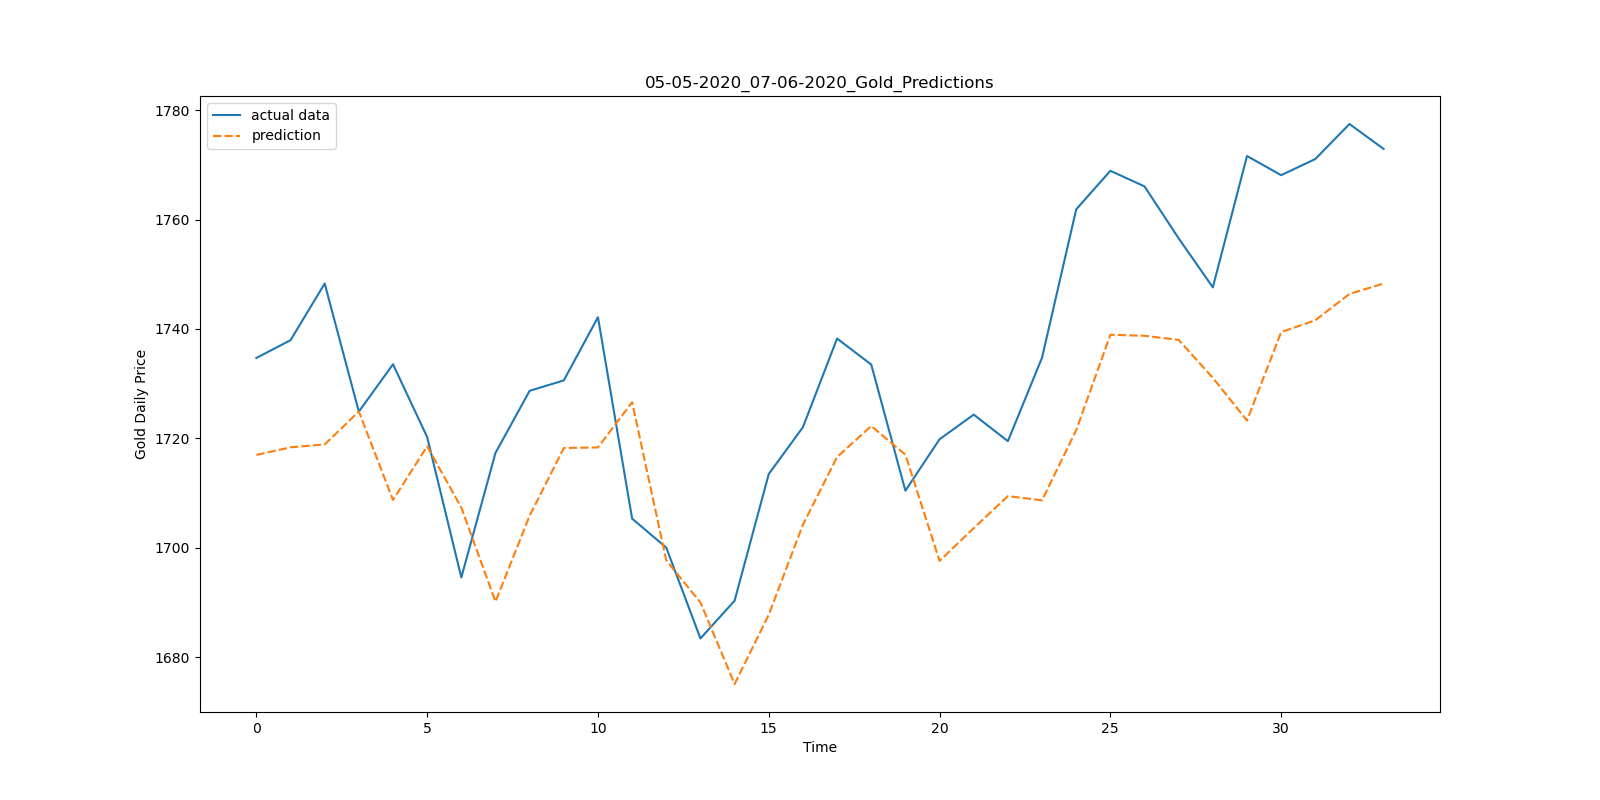 05-05-2020_07-06-2020_Gold_Predictions
actual data
prediction
Gold Daily Price
1780
1760
1740
1720
1700
1680
0 5 10 15 20 25 30
Time